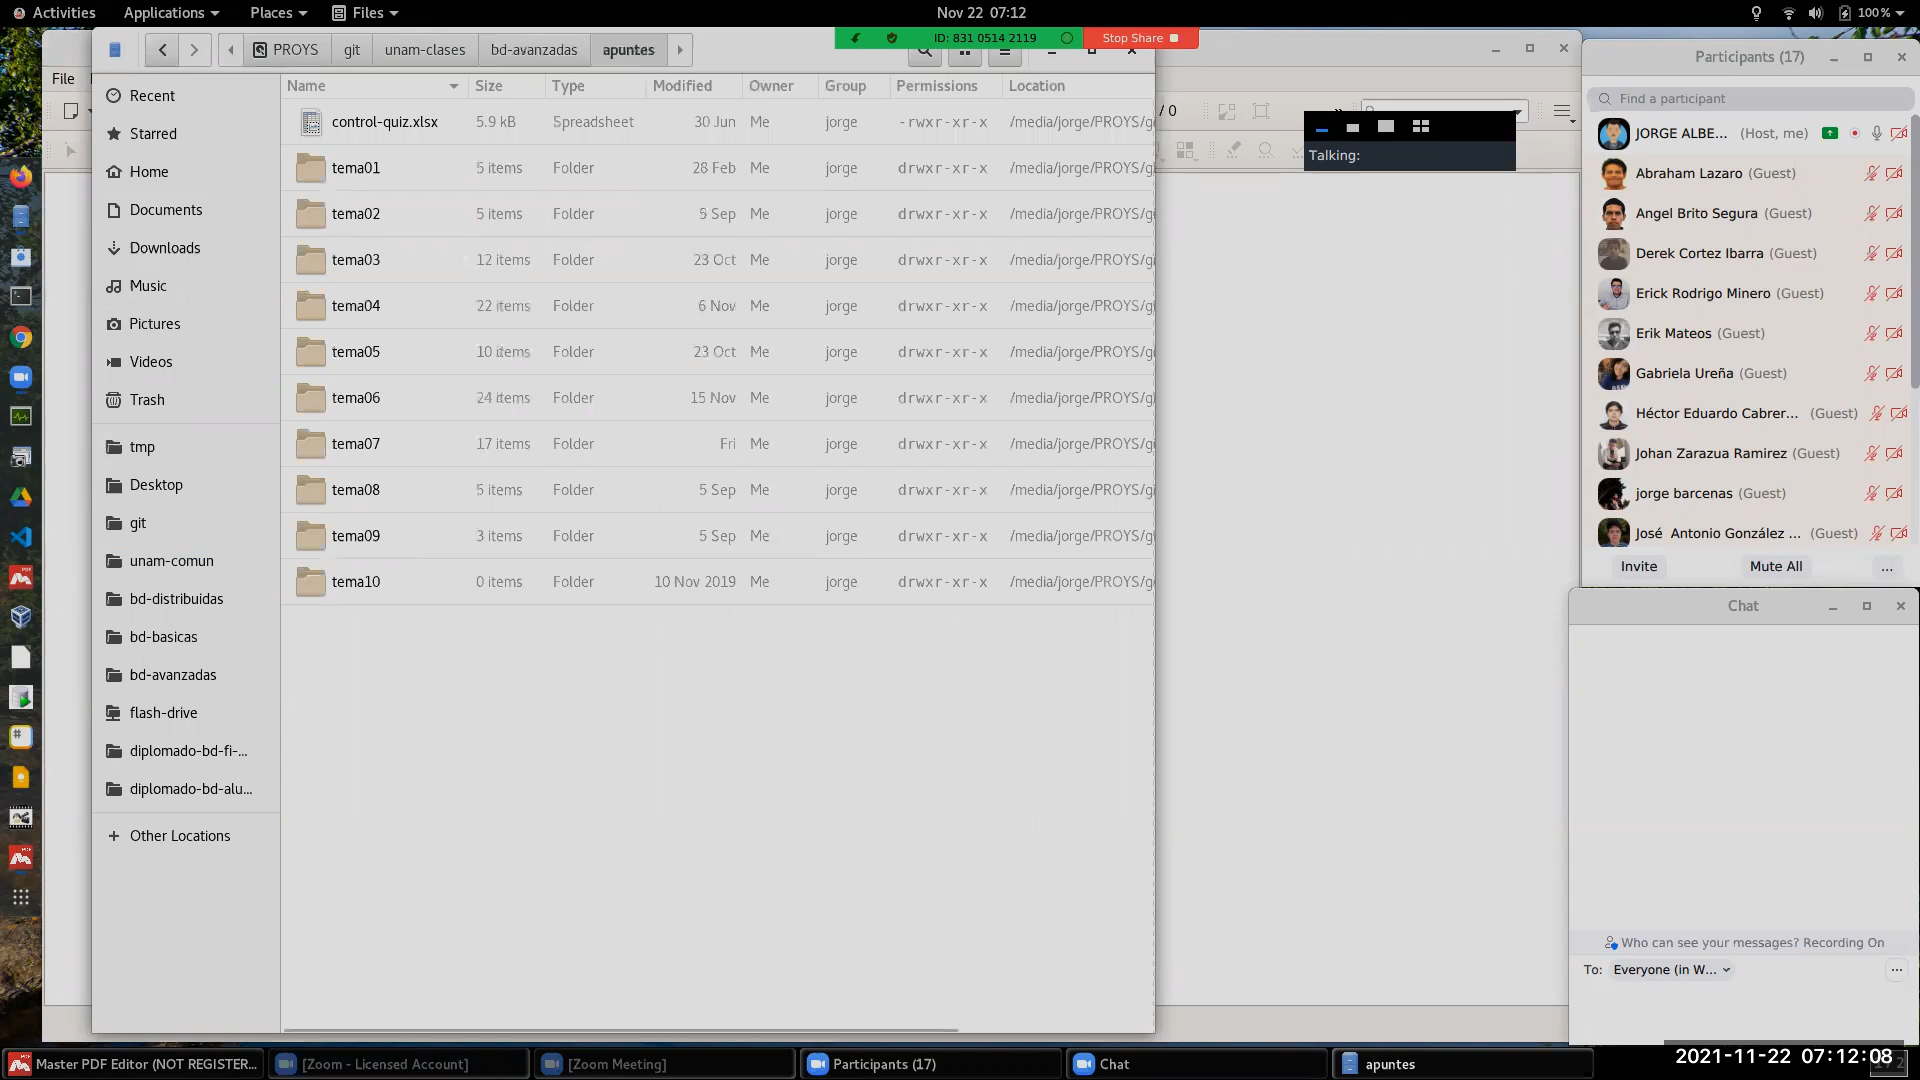 Activities Applications Places Files Nov 22 07:12 100%
PROYS git unam-clases bd-avanzadas apuntes
ID: 831 0514 2119 Stop Share
File
/ 0
Talking:
Recent
Starred
Home
Documents
Downloads
Music
Pictures
Videos
Trash
tmp
Desktop
git
unam-comun
bd-distribuidas
bd-basicas
bd-avanzadas
flash-drive
diplomado-bd-fi-...
diplomado-bd-alu...
+ Other Locations
Name Size Type Modified Owner Group Permissions Location
control-quiz.xlsx 5.9 kB Spreadsheet 30 Jun Me jorge -rwxr-xr-x /media/jorge/PROYS/g
tema01 5 items Folder 28 Feb Me jorge drwxr-xr-x /media/jorge/PROYS/g
tema02 5 items Folder 5 Sep Me jorge drwxr-xr-x /media/jorge/PROYS/g
tema03 12 items Folder 23 Oct Me jorge drwxr-xr-x /media/jorge/PROYS/g
tema04 22 items Folder 6 Nov Me jorge drwxr-xr-x /media/jorge/PROYS/g
tema05 10 items Folder 23 Oct Me jorge drwxr-xr-x /media/jorge/PROYS/g
tema06 24 items Folder 15 Nov Me jorge drwxr-xr-x /media/jorge/PROYS/g
tema07 17 items Folder Fri Me jorge drwxr-xr-x /media/jorge/PROYS/g
tema08 5 items Folder 5 Sep Me jorge drwxr-xr-x /media/jorge/PROYS/g
tema09 3 items Folder 5 Sep Me jorge drwxr-xr-x /media/jorge/PROYS/g
tema10 0 items Folder 10 Nov 2019 Me jorge drwxr-xr-x /media/jorge/PROYS/g
Participants (17)
Find a participant
JORGE ALBE... (Host, me)
Abraham Lazaro (Guest)
Angel Brito Segura (Guest)
Derek Cortez Ibarra (Guest)
Erick Rodrigo Minero (Guest)
Erik Mateos (Guest)
Gabriela Ureña (Guest)
Héctor Eduardo Cabrer... (Guest)
Johan Zarazua Ramirez (Guest)
jorge barcenas (Guest)
José Antonio González ... (Guest)
Invite Mute All ...
Chat
Who can see your messages? Recording On
To: Everyone (in W...
Master PDF Editor (NOT REGISTER... [Zoom - Licensed Account] [Zoom Meeting] Participants (17) Chat apuntes
2021-11-22 07:12:08